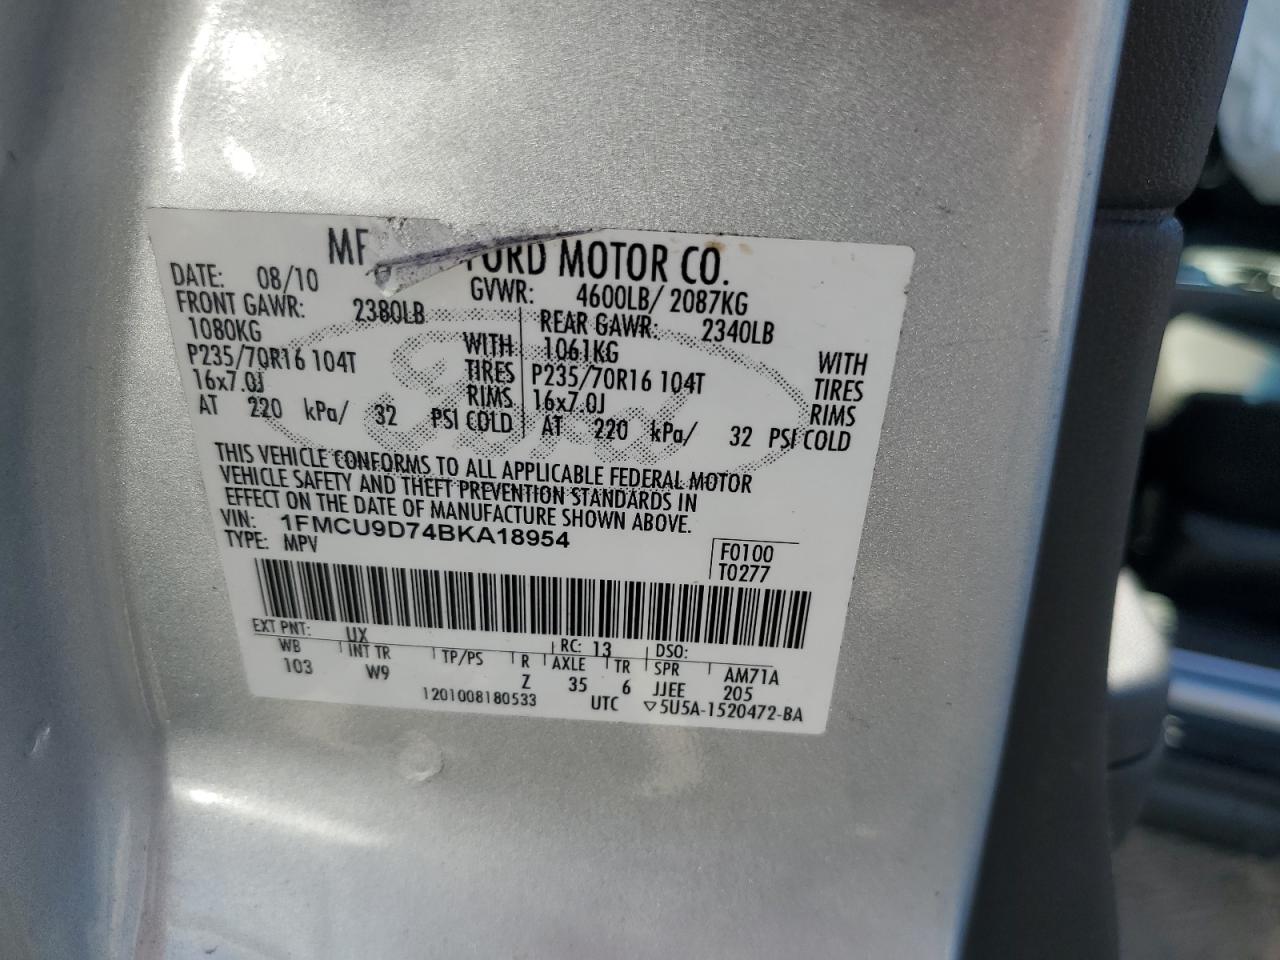 MF FORD MOTOR CO.
DATE: 08/10 GVWR: 4600LB/ 2087KG
FRONT GAWR: 2380LB REAR GAWR: 2340LB
1080KG WITH 1061KG WITH
P235/70R16 104T TIRES P235/70R16 104T TIRES
16x7.0J RIMS 16x7.0J RIMS
AT 220 kPa/ 32 PSI COLD AT 220 kPa/ 32 PSI COLD
THIS VEHICLE CONFORMS TO ALL APPLICABLE FEDERAL MOTOR
VEHICLE SAFETY AND THEFT PREVENTION STANDARDS IN
EFFECT ON THE DATE OF MANUFACTURE SHOWN ABOVE.
VIN: 1FMCU9D74BKA18954
TYPE: MPV
F0100
T0277
EXT PNT: UX RC: 13 DSO:
WB INT TR TP/PS R AXLE TR SPR AM71A
103 W9 Z 35 6 JJEE 205
1201008180533 UTC ▽5U5A-1520472-BA